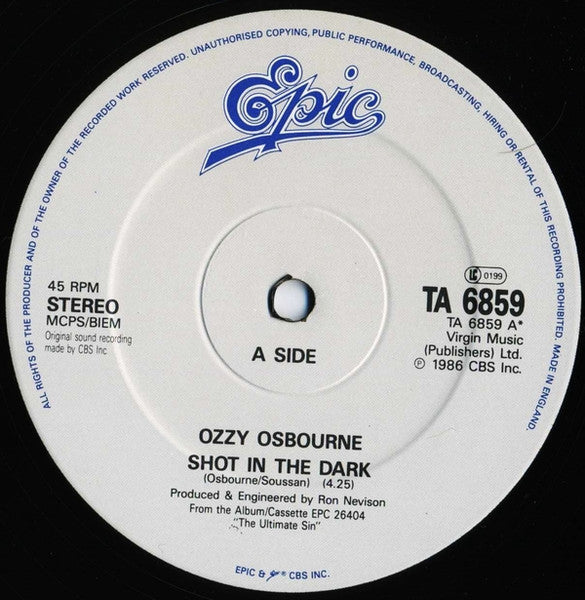 ALL RIGHTS OF THE PRODUCER AND OF THE OWNER OF THE RECORDED WORK RESERVED. UNAUTHORISED COPYING, PUBLIC PERFORMANCE, BROADCASTING, HIRING OR RENTAL OF THIS RECORDING PROHIBITED. MADE IN ENGLAND.
Epic
45 RPM
STEREO
MCPS/BIEM
Original sound recording
made by CBS Inc
LC 0199
TA 6859
TA 6859 A*
Virgin Music
(Publishers) Ltd.
℗ 1986 CBS Inc.
A SIDE
OZZY OSBOURNE
SHOT IN THE DARK
(Osbourne/Soussan) (4.25)
Produced & Engineered by Ron Nevison
From the Album/Cassette EPC 26404
"The Ultimate Sin"
EPIC & Epic ® CBS INC.